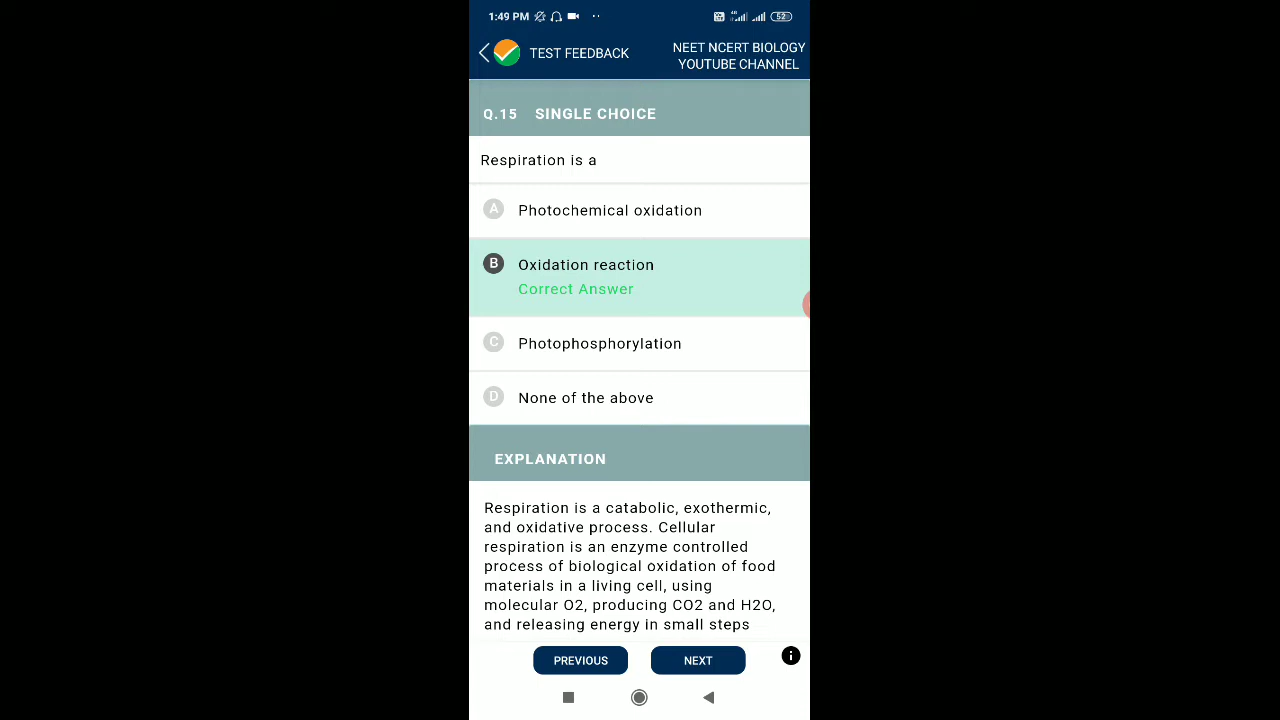 1:49 PM 4G 52
TEST FEEDBACK
NEET NCERT BIOLOGY
YOUTUBE CHANNEL
Q.15 SINGLE CHOICE
Respiration is a
A Photochemical oxidation
B Oxidation reaction
Correct Answer
C Photophosphorylation
D None of the above
EXPLANATION
Respiration is a catabolic, exothermic,
and oxidative process. Cellular
respiration is an enzyme controlled
process of biological oxidation of food
materials in a living cell, using
molecular O2, producing CO2 and H2O,
and releasing energy in small steps
PREVIOUS NEXT